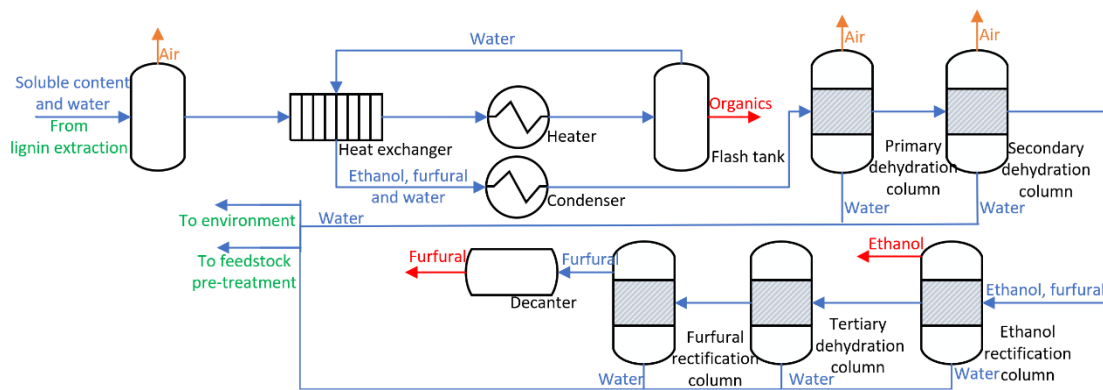 Water
Air
Air
Air
Soluble content
and water
From
lignin extraction
Organics
Heat exchanger
Heater
Flash tank
Primary
dehydration
column
Secondary
dehydration
column
Ethanol, furfural
and water
Condenser
Water
Water
To environment
Water
To feedstock
pre-treatment
Furfural
Furfural
Decanter
Ethanol
Ethanol, furfural
Furfural
rectification column
Tertiary
dehydration
column
Ethanol
rectification
column
Water
Water
Water